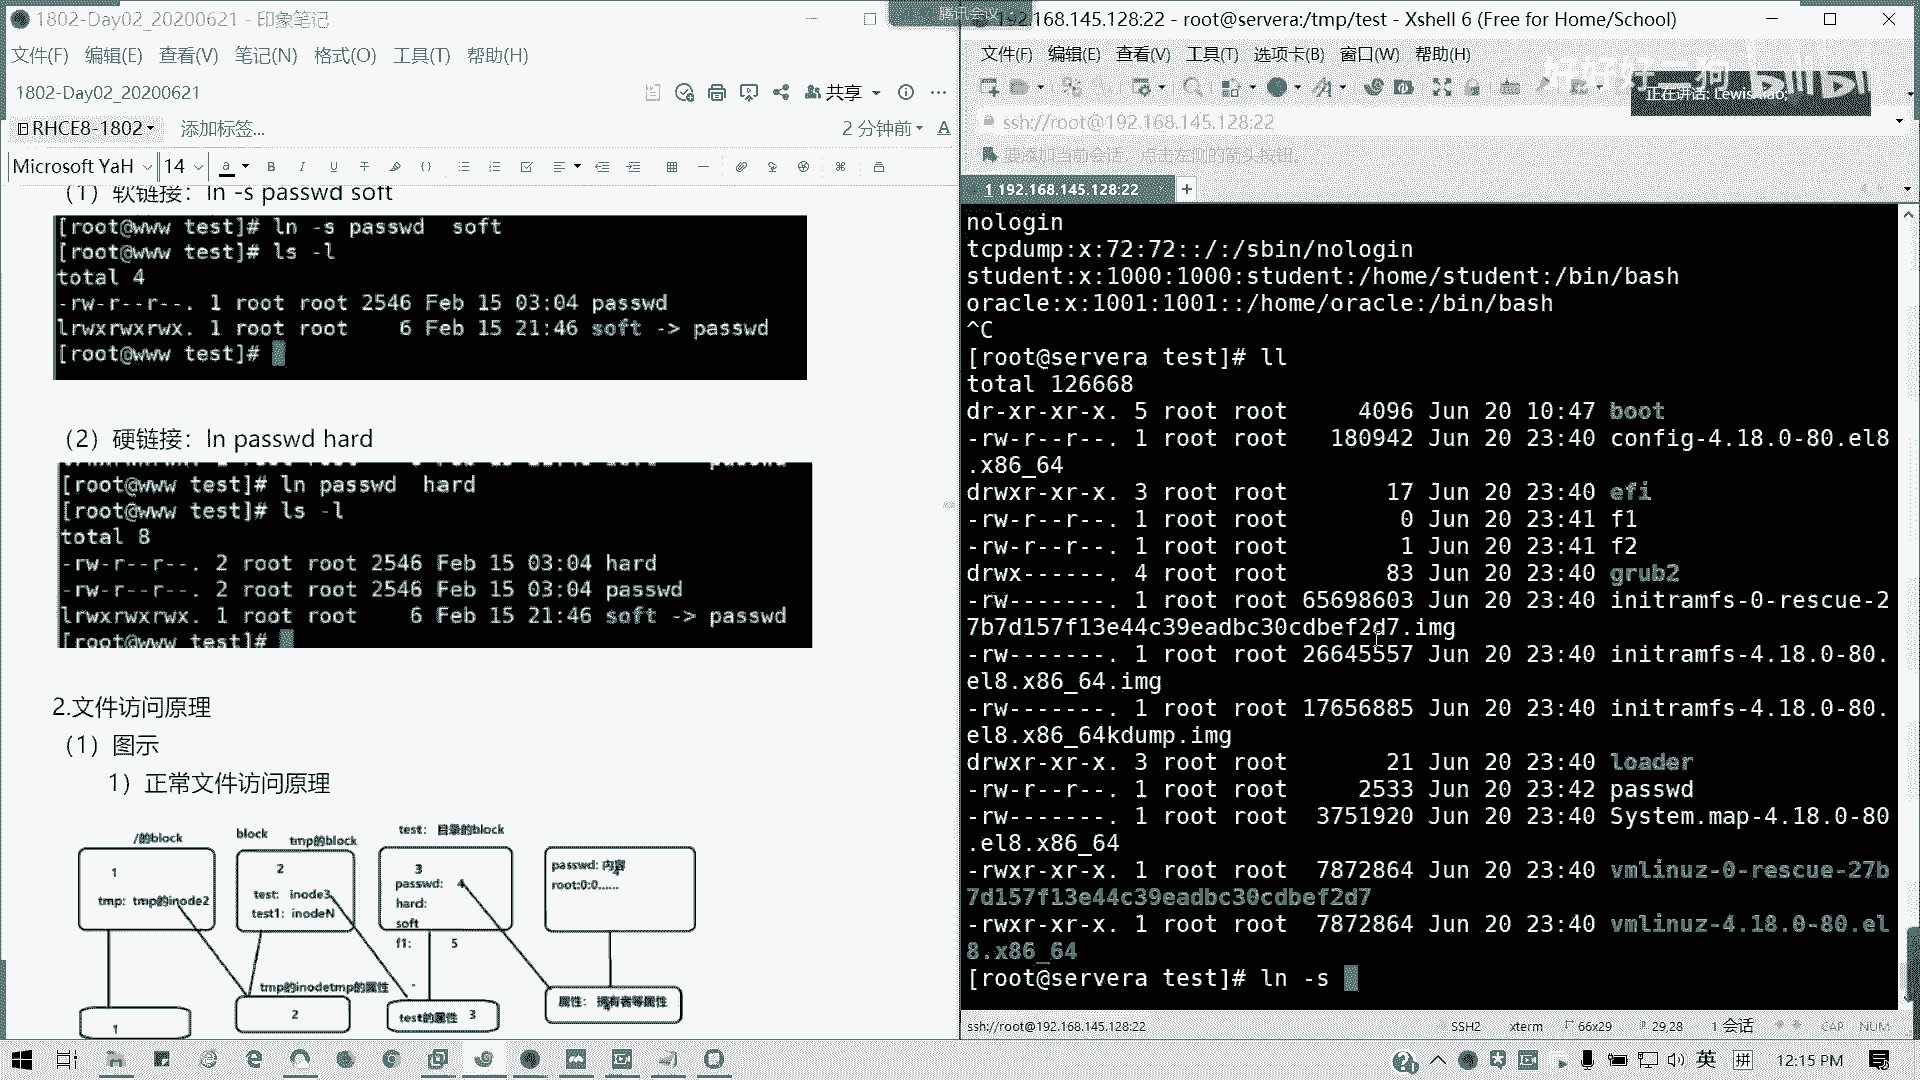 1802-Day02_20200621 - 印象笔记
文件(F) 编辑(E) 查看(V) 笔记(N) 格式(O) 工具(T) 帮助(H)
1802-Day02_20200621
共享
RHCE8-1802
添加标签...
2 分钟前
Microsoft YaH 14
（1）软链接：ln -s passwd soft
[root@www test]# ln -s passwd  soft
[root@www test]# ls -l
total 4
-rw-r--r--. 1 root root 2546 Feb 15 03:04 passwd
lrwxrwxrwx. 1 root root    6 Feb 15 21:46 soft -> passwd
[root@www test]#
（2）硬链接：ln passwd hard
[root@www test]# ln passwd  hard
[root@www test]# ls -l
total 8
-rw-r--r--. 2 root root 2546 Feb 15 03:04 hard
-rw-r--r--. 2 root root 2546 Feb 15 03:04 passwd
lrwxrwxrwx. 1 root root    6 Feb 15 21:46 soft -> passwd
[root@www test]#
2.文件访问原理
（1）图示
1）正常文件访问原理
/的block
1
tmp: tmp的inode2
1
block
tmp的block
2
test: inode3
test1: inodeN
tmp的inodetmp的属性
2
test: 目录的block
3
passwd: 4
hard:
soft
f1: 5
test的属性 3
passwd: 内容
root:0:0......
属性: 拥有者等属性
4
腾讯会议
192.168.145.128:22 - root@servera:/tmp/test - Xshell 6 (Free for Home/School)
文件(F) 编辑(E) 查看(V) 工具(T) 选项卡(B) 窗口(W) 帮助(H)
bilibili
正在讲话: LewisXiao;
ssh://root@192.168.145.128:22
要添加当前会话，点击左侧的箭头按钮。
1 192.168.145.128:22
nologin
tcpdump:x:72:72::/:/sbin/nologin
student:x:1000:1000:student:/home/student:/bin/bash
oracle:x:1001:1001::/home/oracle:/bin/bash
^C
[root@servera test]# ll
total 126668
dr-xr-xr-x. 5 root root     4096 Jun 20 10:47 boot
-rw-r--r--. 1 root root   180942 Jun 20 23:40 config-4.18.0-80.el8
.x86_64
drwxr-xr-x. 3 root root       17 Jun 20 23:40 efi
-rw-r--r--. 1 root root        0 Jun 20 23:41 f1
-rw-r--r--. 1 root root        1 Jun 20 23:41 f2
drwx------. 4 root root       83 Jun 20 23:40 grub2
-rw-------. 1 root root 65698603 Jun 20 23:40 initramfs-0-rescue-2
7b7d157f13e44c39eadbc30cdbef2d7.img
-rw-------. 1 root root 26645557 Jun 20 23:40 initramfs-4.18.0-80.
el8.x86_64.img
-rw-------. 1 root root 17656885 Jun 20 23:40 initramfs-4.18.0-80.
el8.x86_64kdump.img
drwxr-xr-x. 3 root root       21 Jun 20 23:40 loader
-rw-r--r--. 1 root root     2533 Jun 20 23:42 passwd
-rw-------. 1 root root  3751920 Jun 20 23:40 System.map-4.18.0-80
.el8.x86_64
-rwxr-xr-x. 1 root root  7872864 Jun 20 23:40 vmlinuz-0-rescue-27b
7d157f13e44c39eadbc30cdbef2d7
-rwxr-xr-x. 1 root root  7872864 Jun 20 23:40 vmlinuz-4.18.0-80.el
8.x86_64
[root@servera test]# ln -s
ssh://root@192.168.145.128:22 SSH2 xterm 66x29 29,28 1 会话 CAP NUM
英 拼 12:15 PM